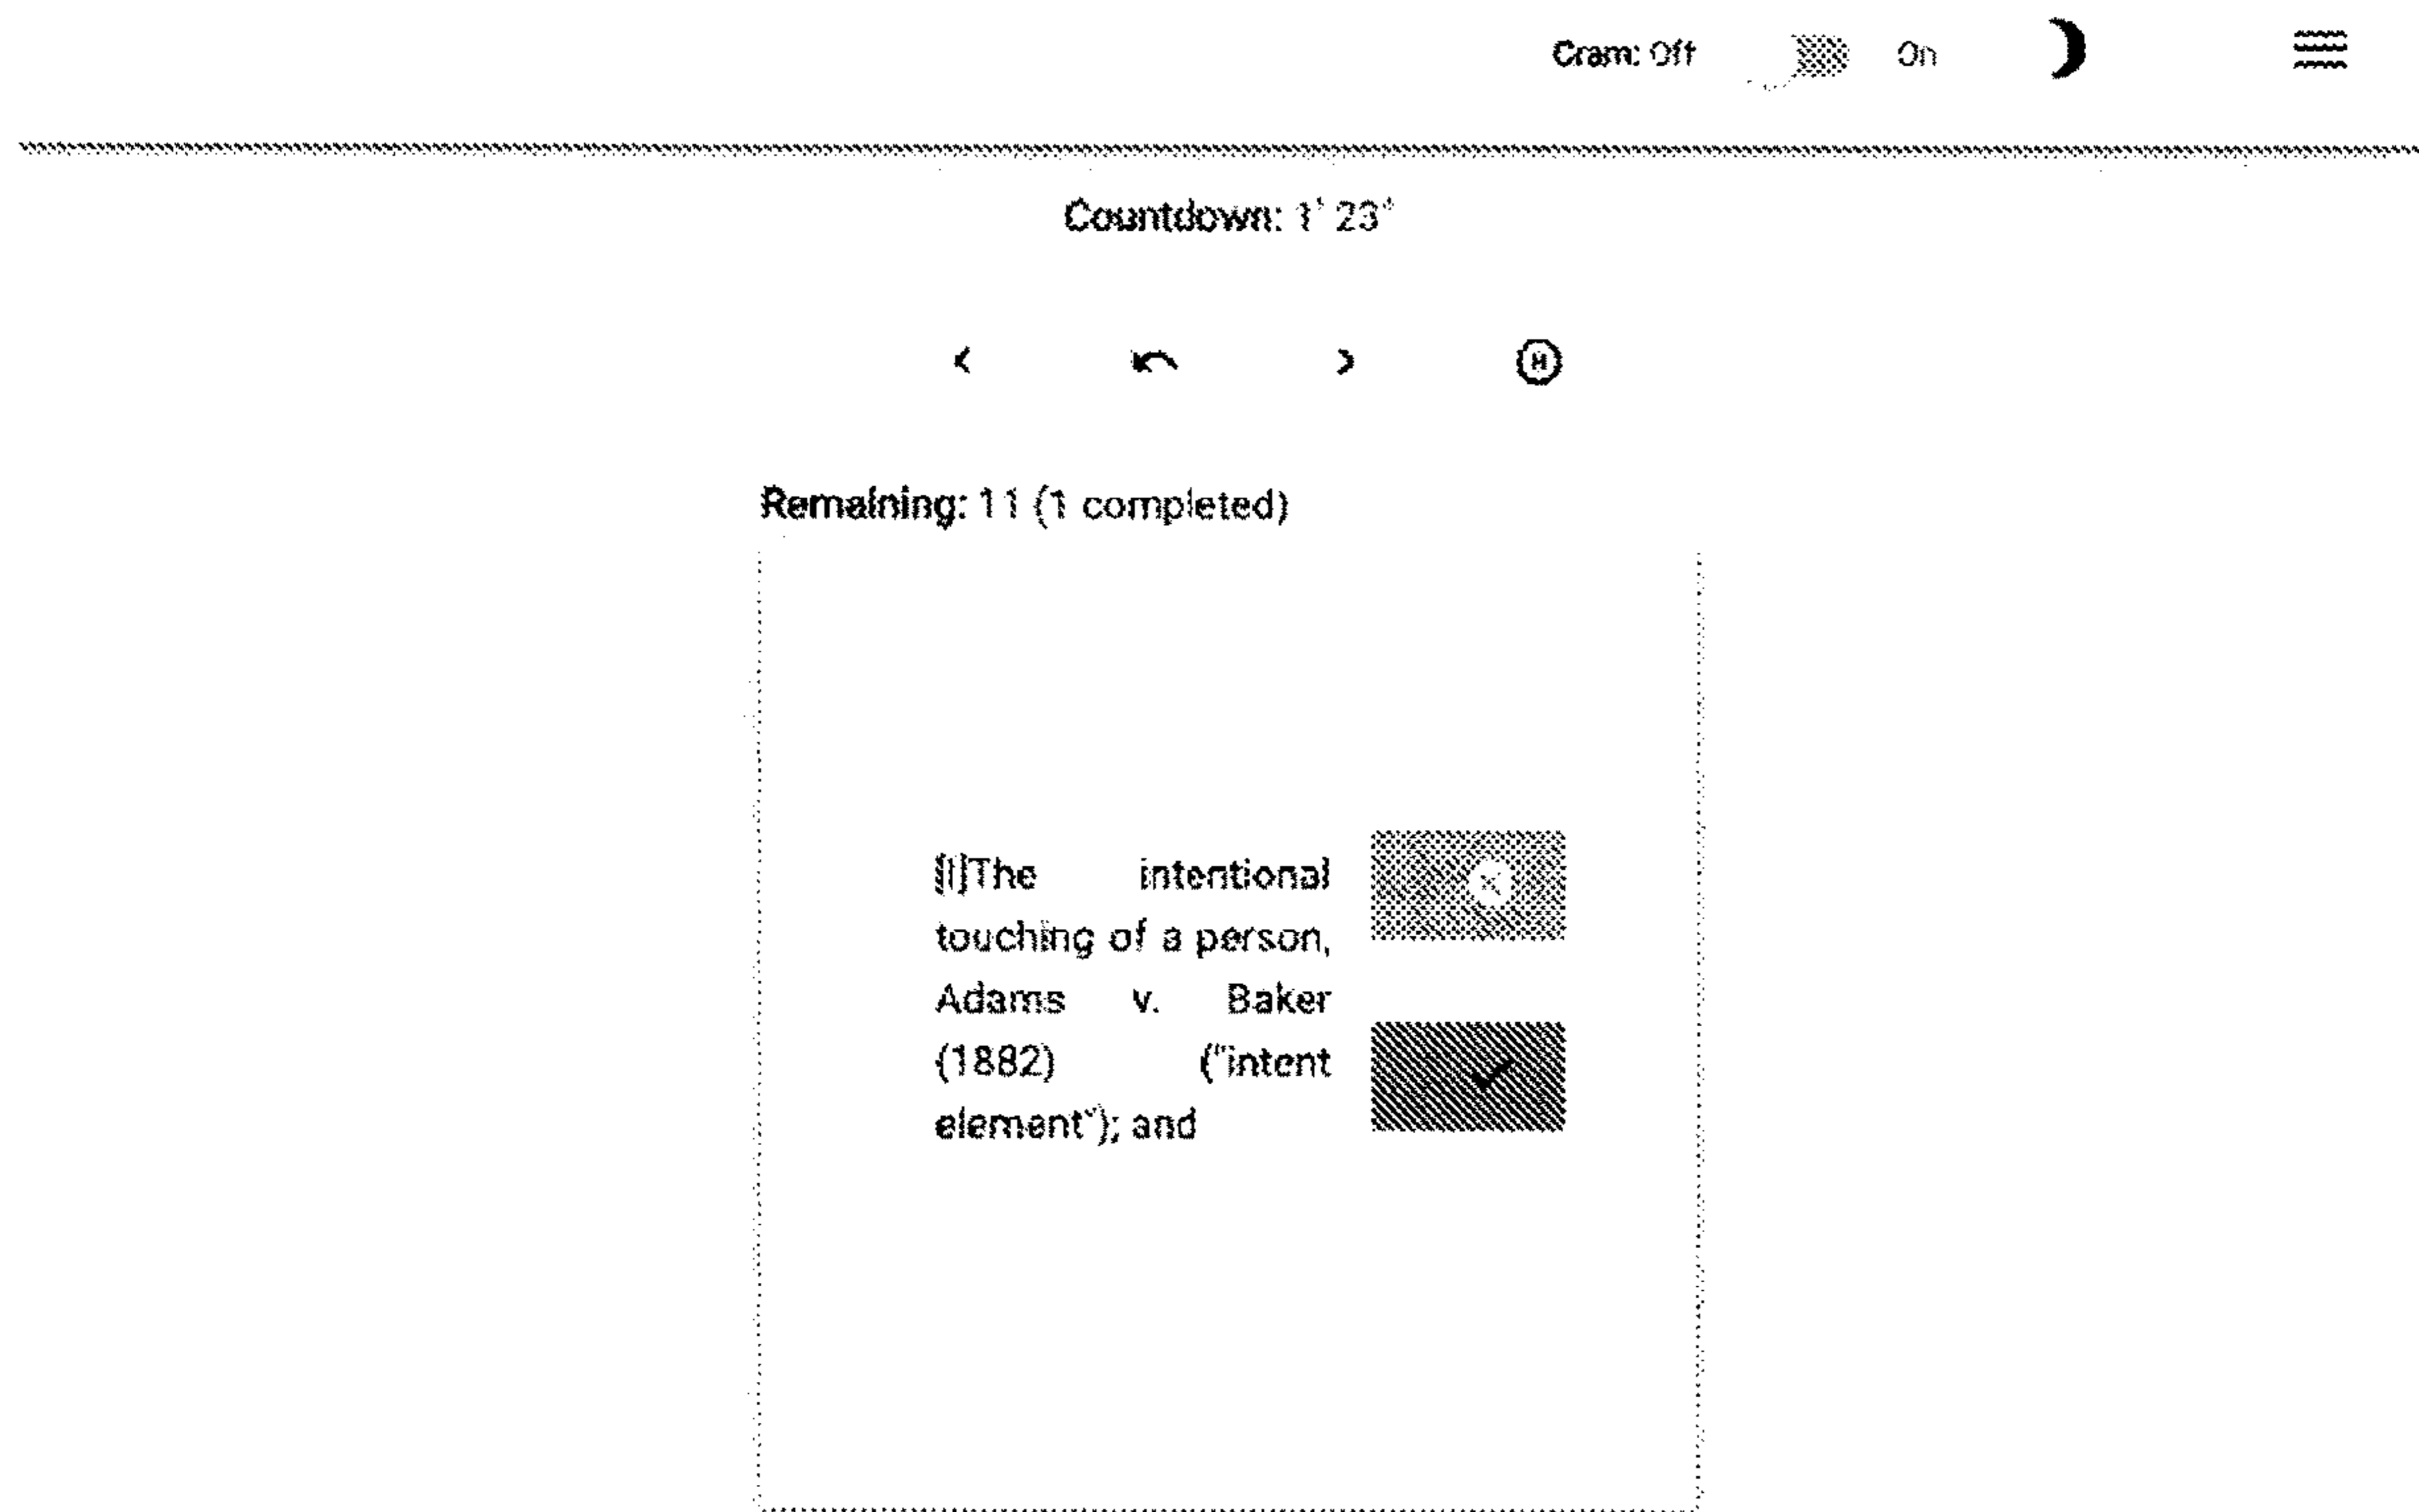 Cram: Off On
Countdown: 1' 23"
Remaining: 11 (1 completed)
[I]The intentional
touching of a person,
Adams v. Baker
(1882) ("intent
element"); and